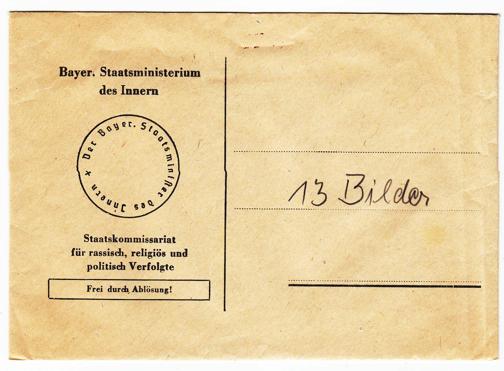 Bayer. Staatsministerium
des Innern
Der Bayer. Staatsminister des Innern ×
Staatskommissariat
für rassisch, religiös und
politisch Verfolgte
Frei durch Ablösung!
13 Bilder